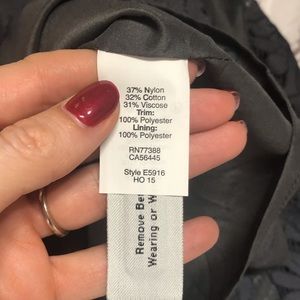 37% Nylon
32% Cotton
31% Viscose
Trim:
100% Polyester
Lining:
100% Polyester
RN77388
CA56445
Style E5916
HO 15
Remove
Wearing or